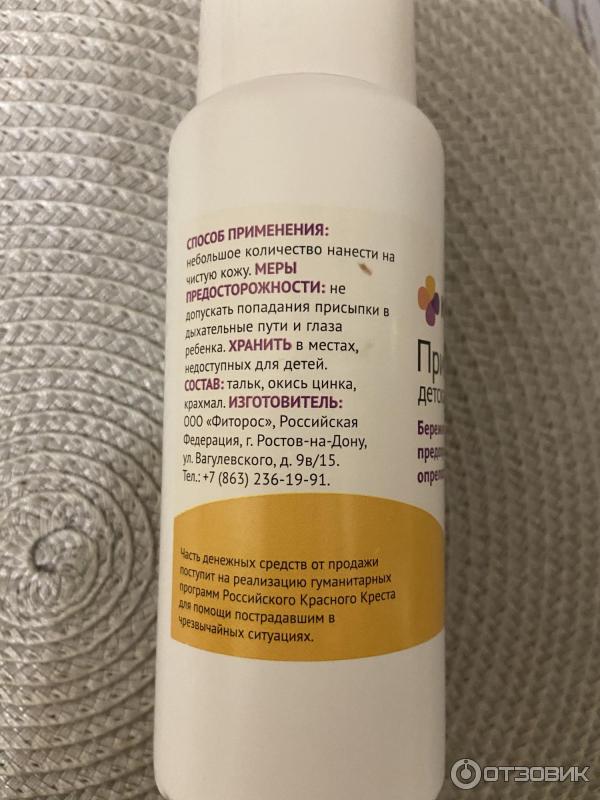 СПОСОБ ПРИМЕНЕНИЯ:
небольшое количество нанести на
чистую кожу. МЕРЫ
ПРЕДОСТОРОЖНОСТИ: не
допускать попадания присыпки в
дыхательные пути и глаза
ребенка. ХРАНИТЬ в местах,
недоступных для детей.
СОСТАВ: тальк, окись цинка,
крахмал. ИЗГОТОВИТЕЛЬ:
ООО «Фиторос», Российская
Федерация, г. Ростов-на-Дону,
ул. Вагулевского, д. 9в/15.
Тел.: +7 (863) 236-19-91.
Часть денежных средств от продажи
поступит на реализацию гуманитарных
программ Российского Красного Креста
для помощи пострадавшим в
чрезвычайных ситуациях.
ОТЗОВИК